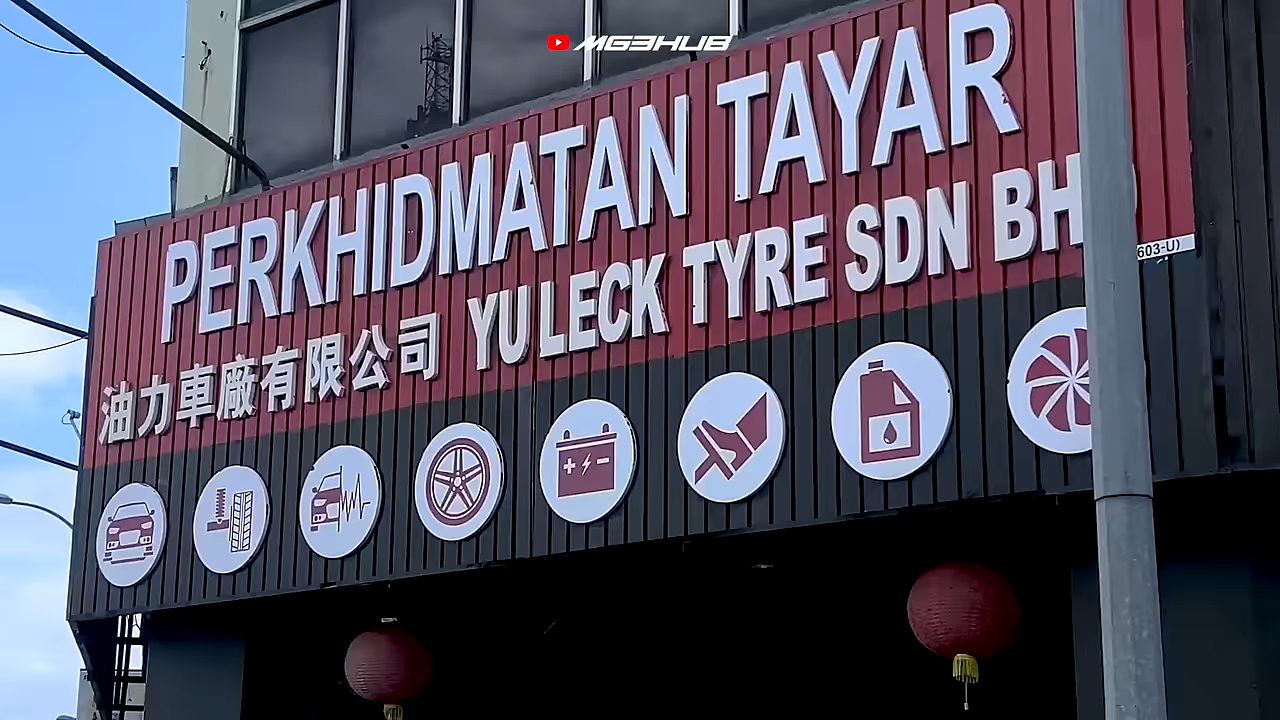 MG3HUB
PERKHIDMATAN TAYAR
油力車廠有限公司 YU LECK TYRE SDN BH
603-U)